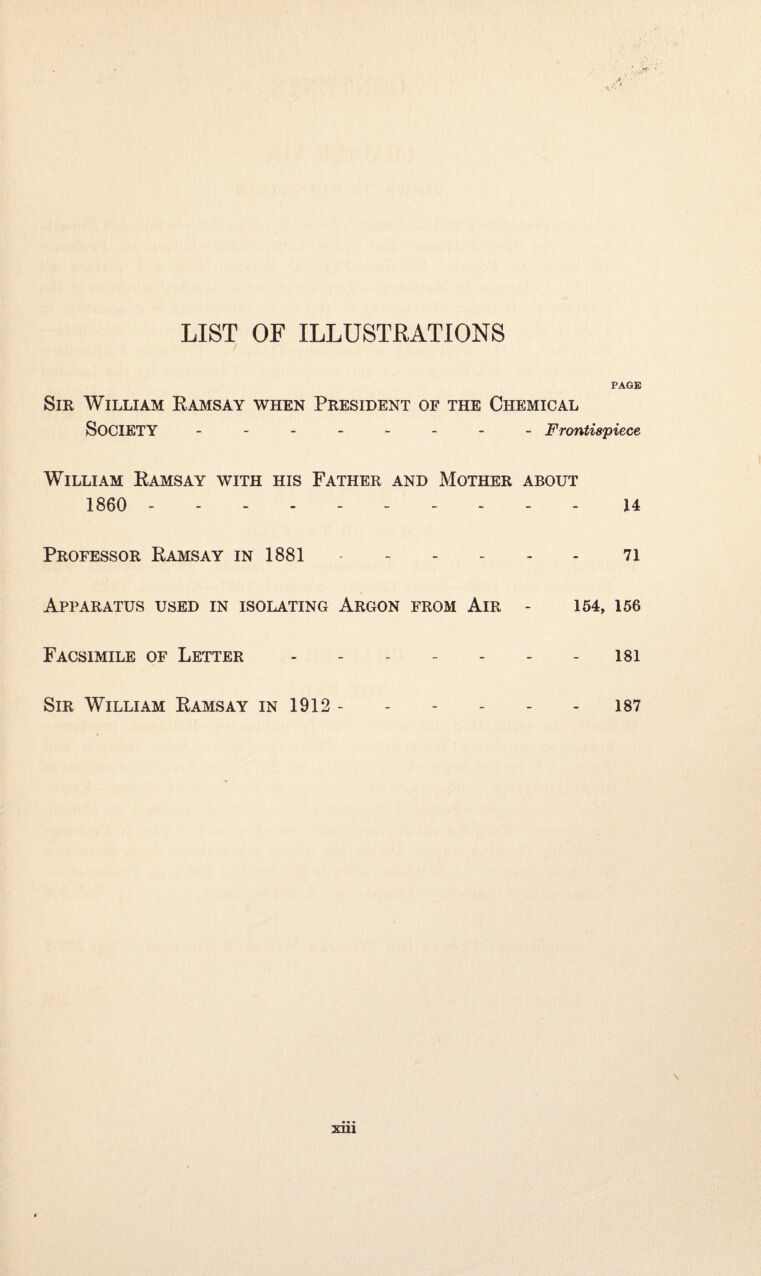 LIST OF ILLUSTRATIONS
PAGE
SIR WILLIAM RAMSAY WHEN PRESIDENT OF THE CHEMICAL
SOCIETY - - - - - - - - Frontispiece
WILLIAM RAMSAY WITH HIS FATHER AND MOTHER ABOUT
1860 - - - - - - - - - - 14
PROFESSOR RAMSAY IN 1881 - - - - - - 71
APPARATUS USED IN ISOLATING ARGON FROM AIR - 154, 156
FACSIMILE OF LETTER - - - - - - - 181
SIR WILLIAM RAMSAY IN 1912 - - - - - - 187
xiii